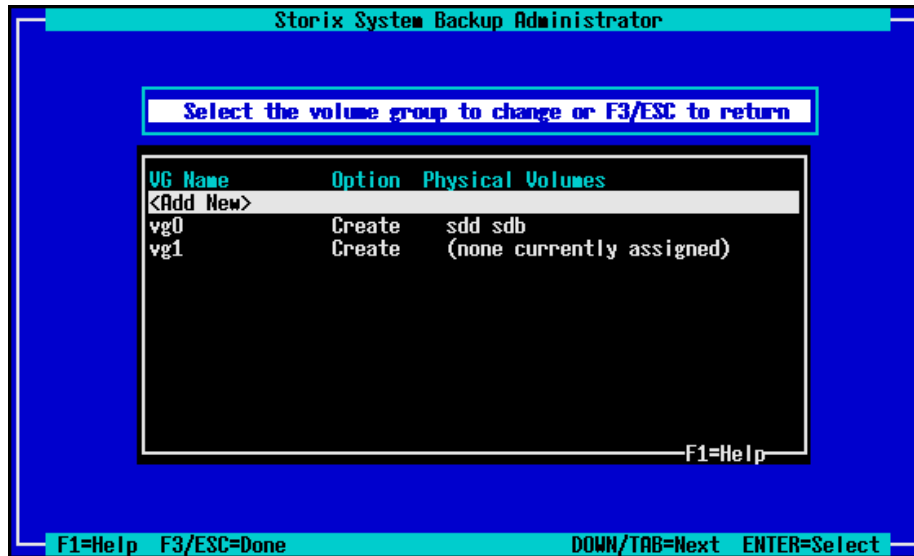 Storix System Backup Administrator
Select the volume group to change or F3/ESC to return
VG Name Option Physical Volumes
<Add New>
vg0 Create sdd sdb
vg1 Create (none currently assigned)
F1=Help
F1=Help F3/ESC=Done DOWN/TAB=Next ENTER=Select